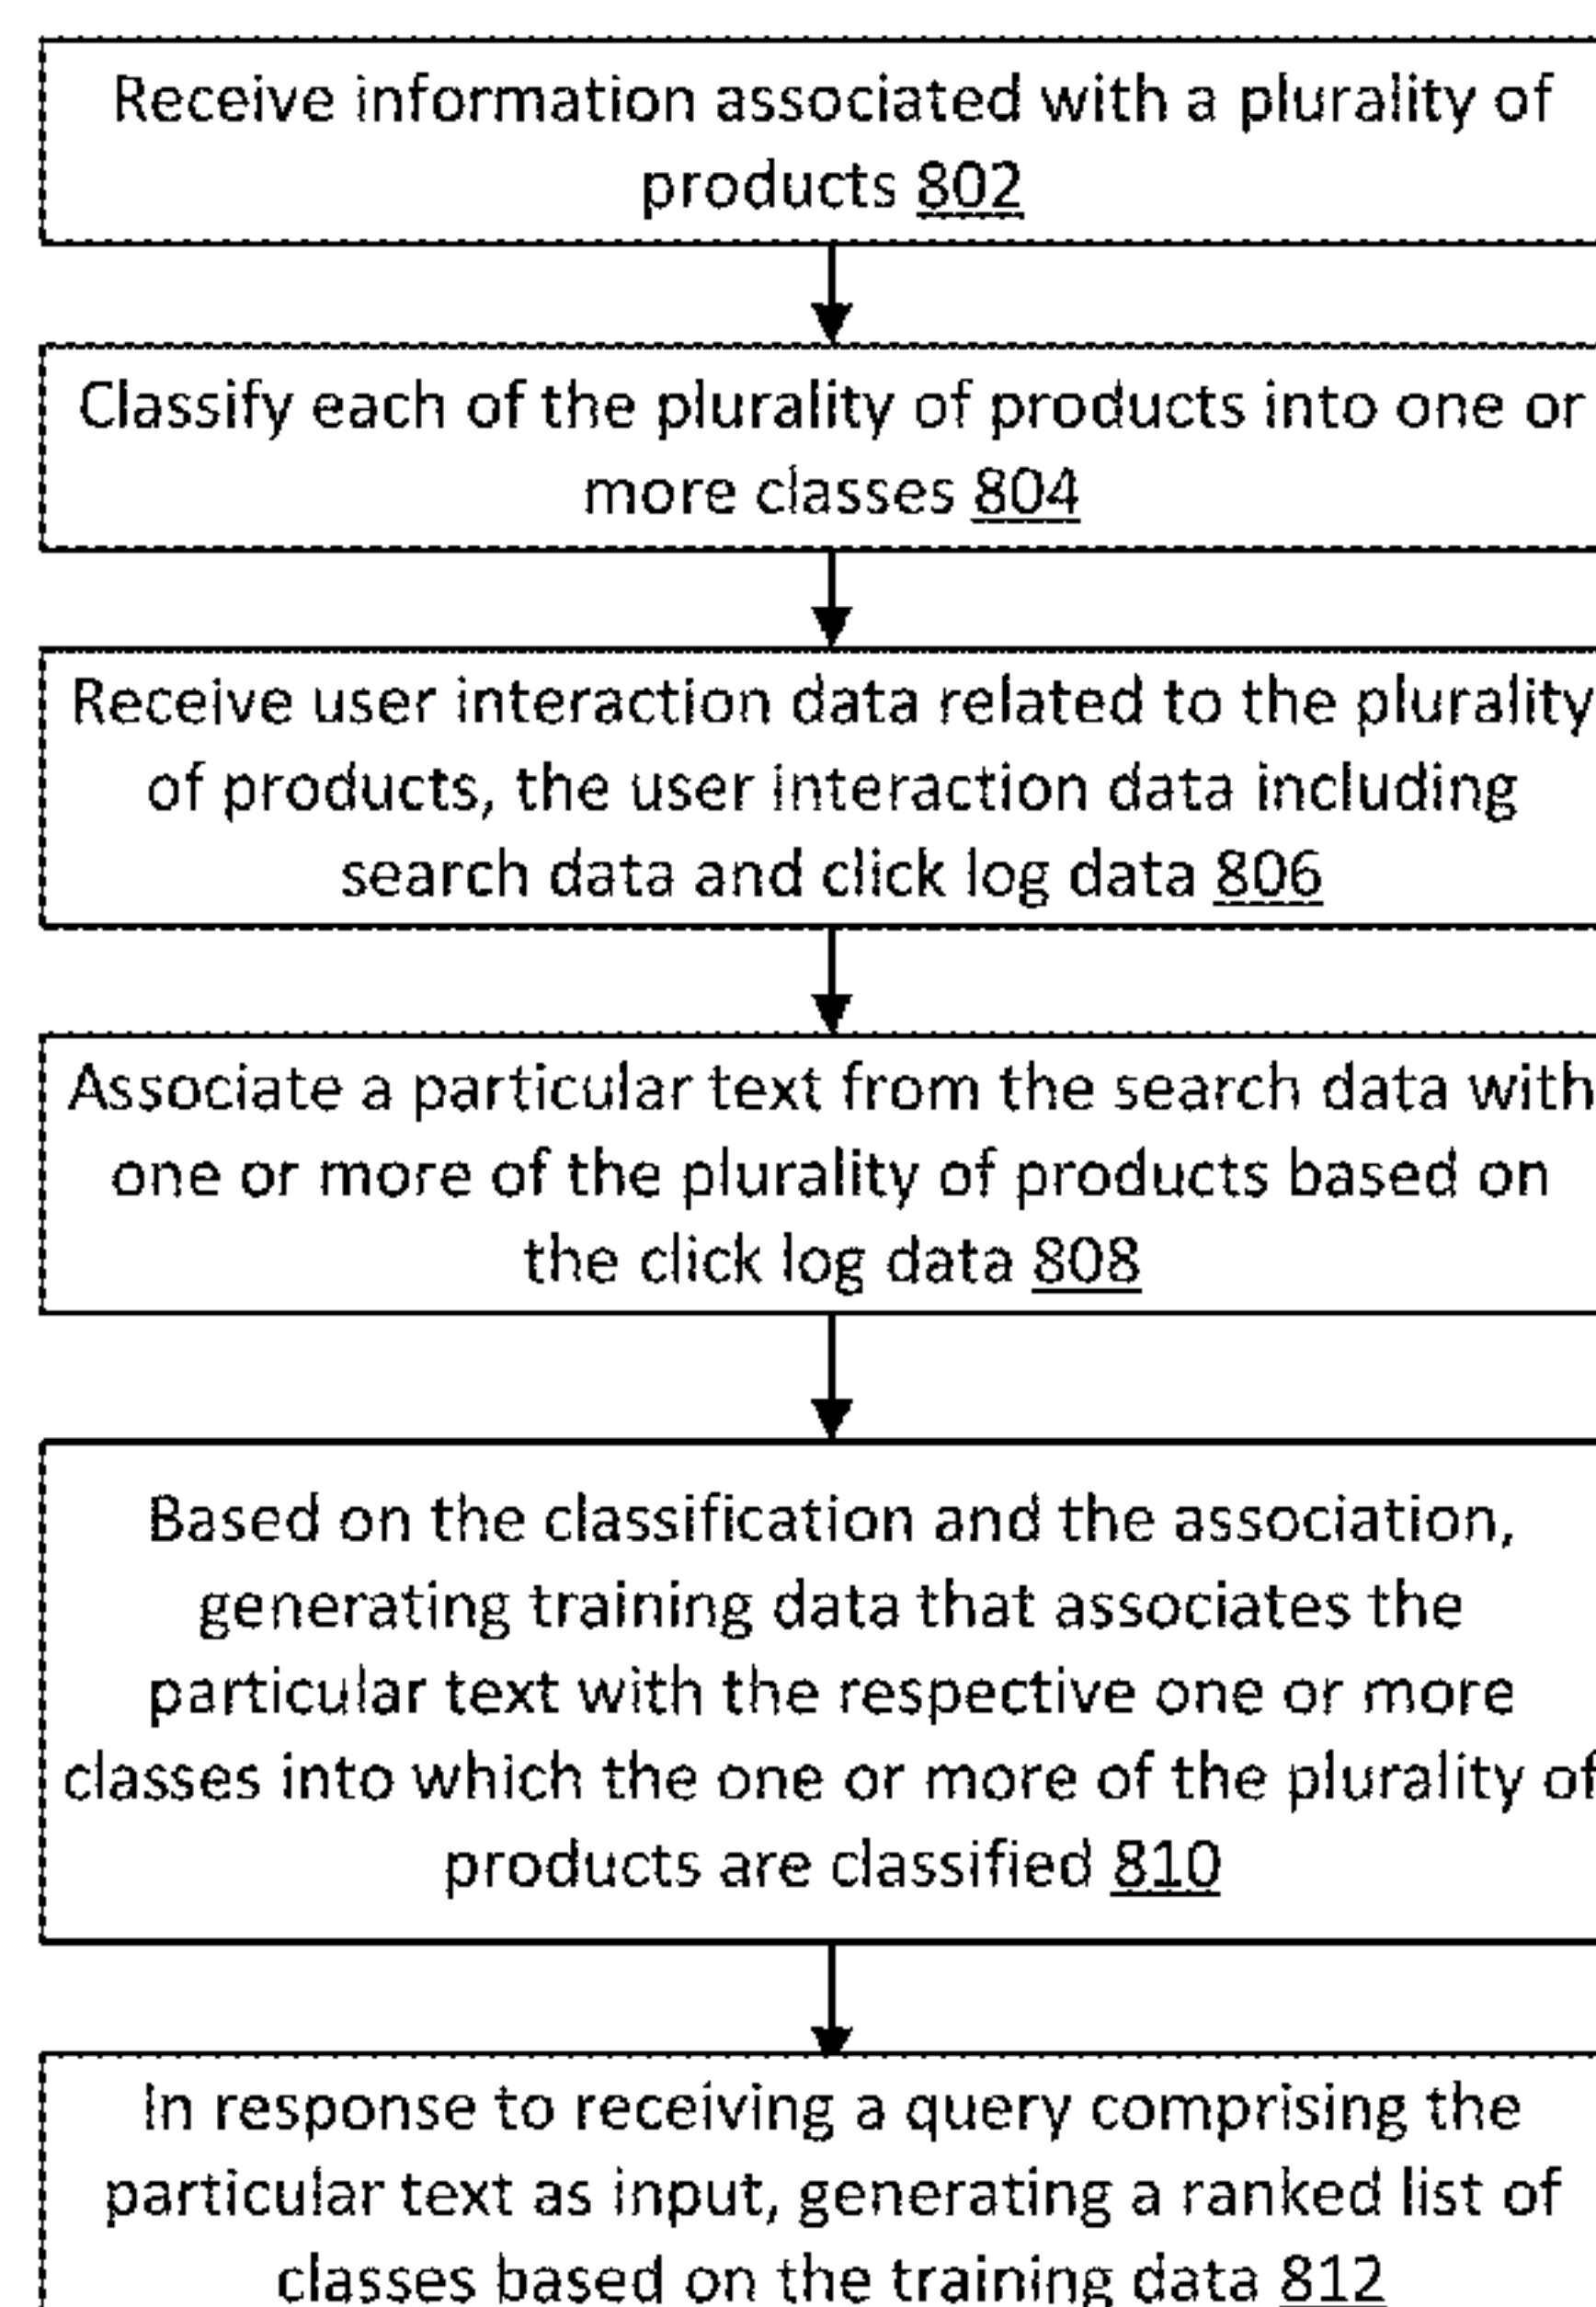 Receive information associated with a plurality of
products 802
Classify each of the plurality of products into one or
more classes 804
Receive user interaction data related to the plurality
of products, the user interaction data including
search data and click log data 806
Associate a particular text from the search data with
one or more of the plurality of products based on
the click log data 808
Based on the classification and the association,
generating training data that associates the
particular text with the respective one or more
classes into which the one or more of the plurality of
products are classified 810
In response to receiving a query comprising the
particular text as input, generating a ranked list of
classes based on the training data 812